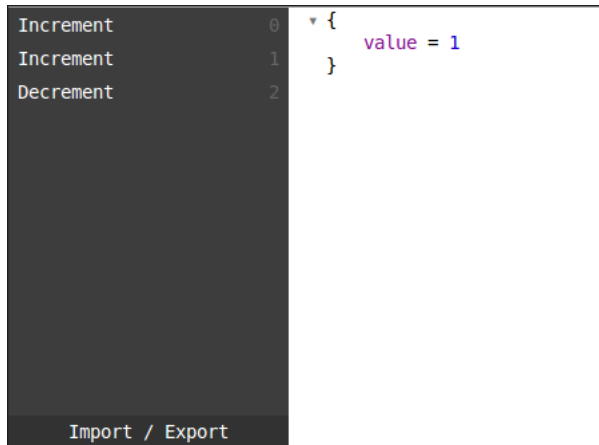 Increment 0
Increment 1
Decrement 2
Import / Export
▾ {
value = 1
}